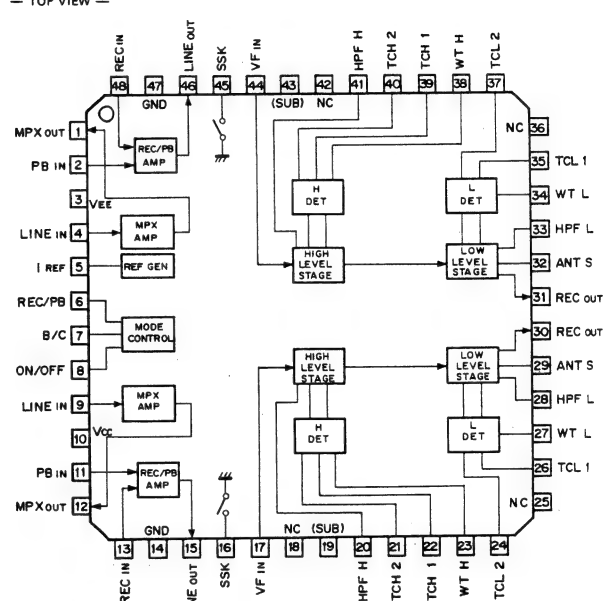 — TOP VIEW —
REC IN
LINE OUT
SSK
VF IN
HPF H
TCH 2
TCH 1
WT H
TCL 2
48 47 46 45 44 43 42 41 40 39 38 37
GND
(SUB) NC
MPX OUT 1
PB IN 2
3 VEE
LINE IN 4
I REF 5
REC/PB 6
B/C 7
ON/OFF 8
LINE IN 9
10 VCC
PB IN 11
MPX OUT 12
REC/PB
AMP
MPX
AMP
REF GEN
MODE
CONTROL
MPX
AMP
REC/PB
AMP
H
DET
L
DET
HIGH
LEVEL
STAGE
LOW
LEVEL
STAGE
HIGH
LEVEL
STAGE
LOW
LEVEL
STAGE
H
DET
L
DET
NC 36
35 TCL 1
34 WT L
33 HPF L
32 ANT S
31 REC OUT
30 REC OUT
29 ANT S
28 HPF L
27 WT L
26 TCL 1
NC 25
GND
NC (SUB)
13 14 15 16 17 18 19 20 21 22 23 24
REC IN
NE OUT
SSK
VF IN
HPF H
TCH 2
TCH 1
WT H
TCL 2